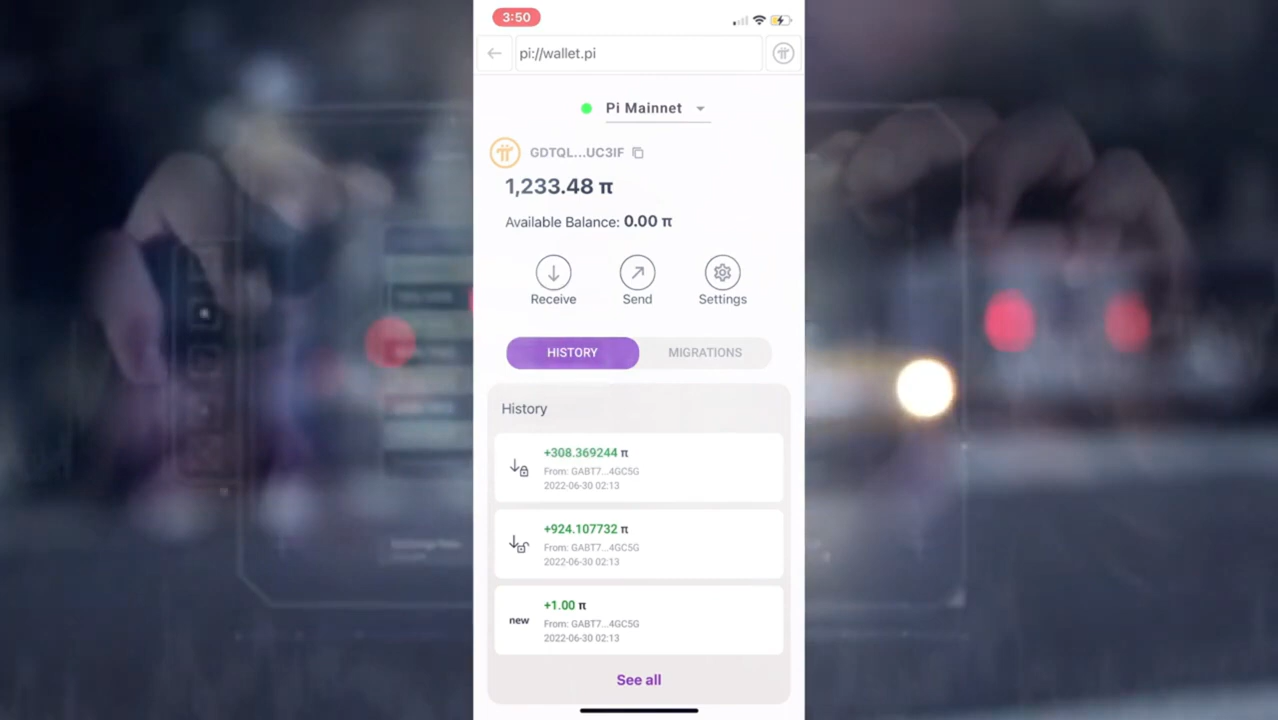 3:50
pi://wallet.pi
Pi Mainnet
GDTQL...UC3IF
1,233.48 π
Available Balance: 0.00 π
Receive Send Settings
HISTORY MIGRATIONS
History
+308.369244 π
From: GABT7...4GC5G
2022-06-30 02:13
+924.107732 π
From: GABT7...4GC5G
2022-06-30 02:13
new
+1.00 π
From: GABT7...4GC5G
2022-06-30 02:13
See all